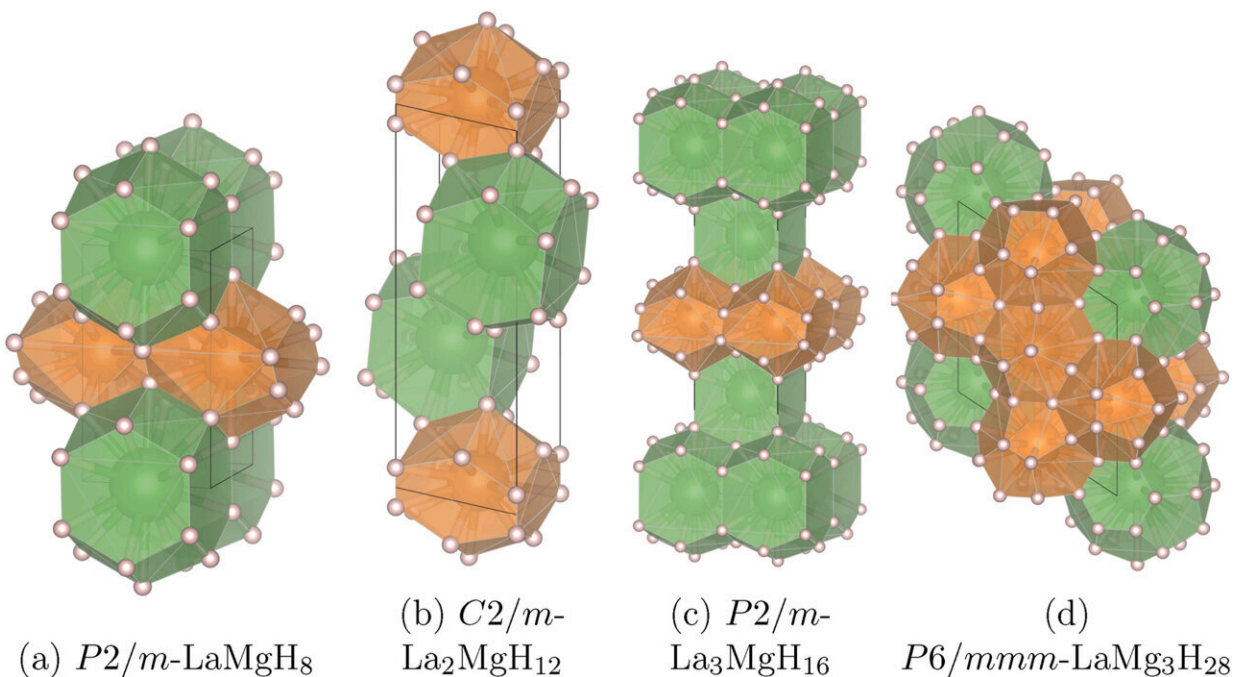 (a) P2/m-LaMgH₈
(b) C2/m-
La₂MgH₁₂
(c) P2/m-
La₃MgH₁₆
(d)
P6/mmm-LaMg₃H₂₈